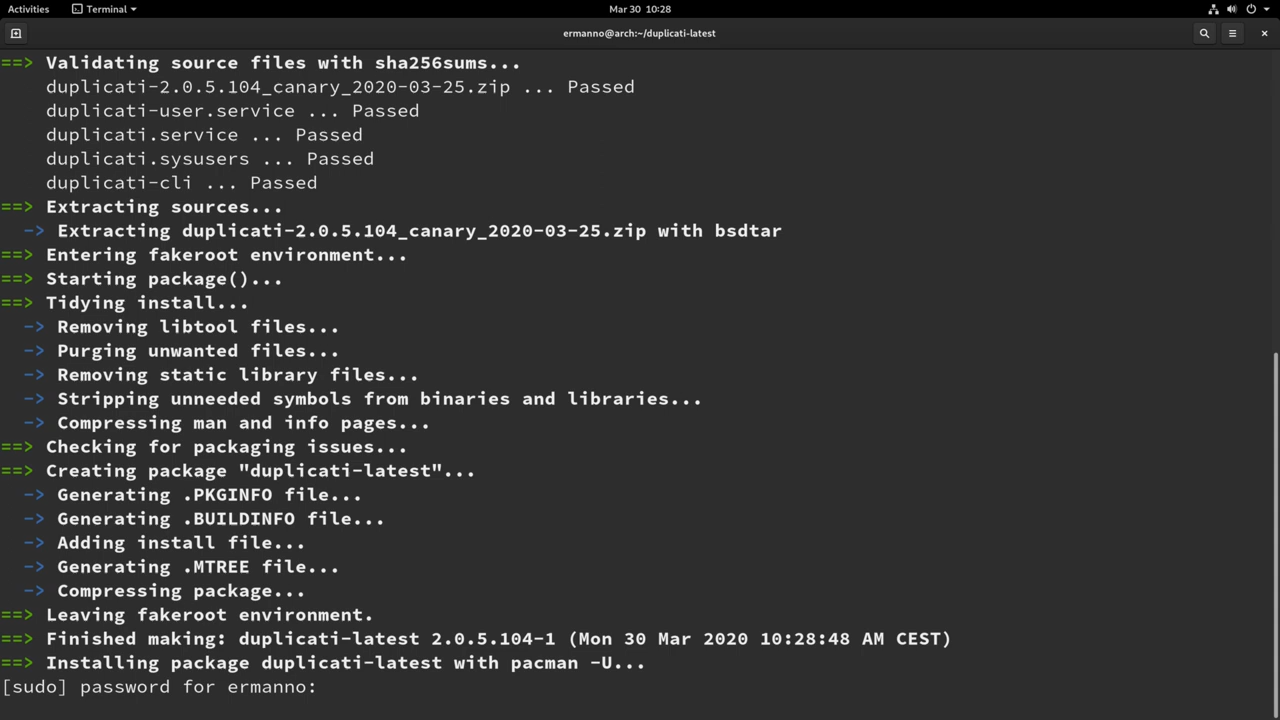 Activities
Terminal
Mar 30 10:28
ermanno@arch:~/duplicati-latest
==> Validating source files with sha256sums...
duplicati-2.0.5.104_canary_2020-03-25.zip ... Passed
duplicati-user.service ... Passed
duplicati.service ... Passed
duplicati.sysusers ... Passed
duplicati-cli ... Passed
==> Extracting sources...
-> Extracting duplicati-2.0.5.104_canary_2020-03-25.zip with bsdtar
==> Entering fakeroot environment...
==> Starting package()...
==> Tidying install...
-> Removing libtool files...
-> Purging unwanted files...
-> Removing static library files...
-> Stripping unneeded symbols from binaries and libraries...
-> Compressing man and info pages...
==> Checking for packaging issues...
==> Creating package "duplicati-latest"...
-> Generating .PKGINFO file...
-> Generating .BUILDINFO file...
-> Adding install file...
-> Generating .MTREE file...
-> Compressing package...
==> Leaving fakeroot environment.
==> Finished making: duplicati-latest 2.0.5.104-1 (Mon 30 Mar 2020 10:28:48 AM CEST)
==> Installing package duplicati-latest with pacman -U...
[sudo] password for ermanno: